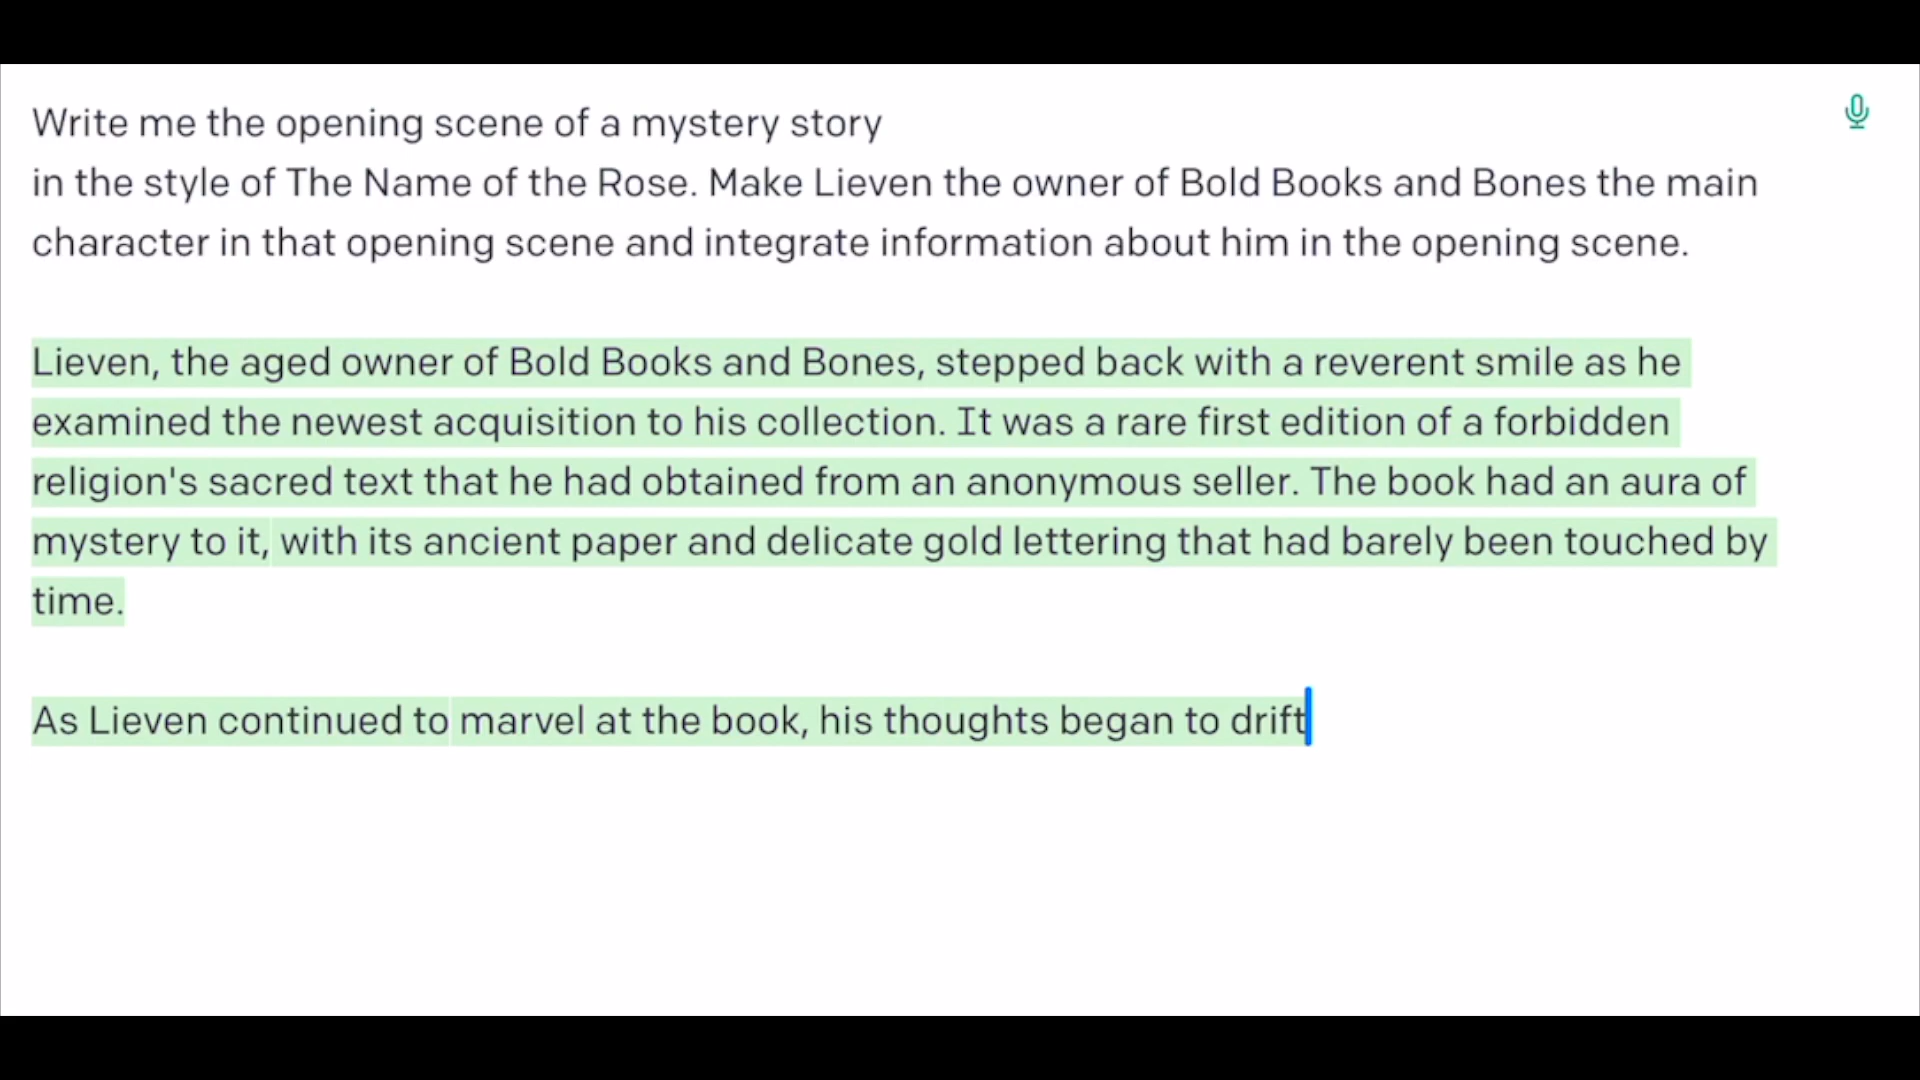 Write me the opening scene of a mystery story
in the style of The Name of the Rose. Make Lieven the owner of Bold Books and Bones the main
character in that opening scene and integrate information about him in the opening scene.
Lieven, the aged owner of Bold Books and Bones, stepped back with a reverent smile as he
examined the newest acquisition to his collection. It was a rare first edition of a forbidden
religion's sacred text that he had obtained from an anonymous seller. The book had an aura of
mystery to it, with its ancient paper and delicate gold lettering that had barely been touched by
time.
As Lieven continued to marvel at the book, his thoughts began to drift